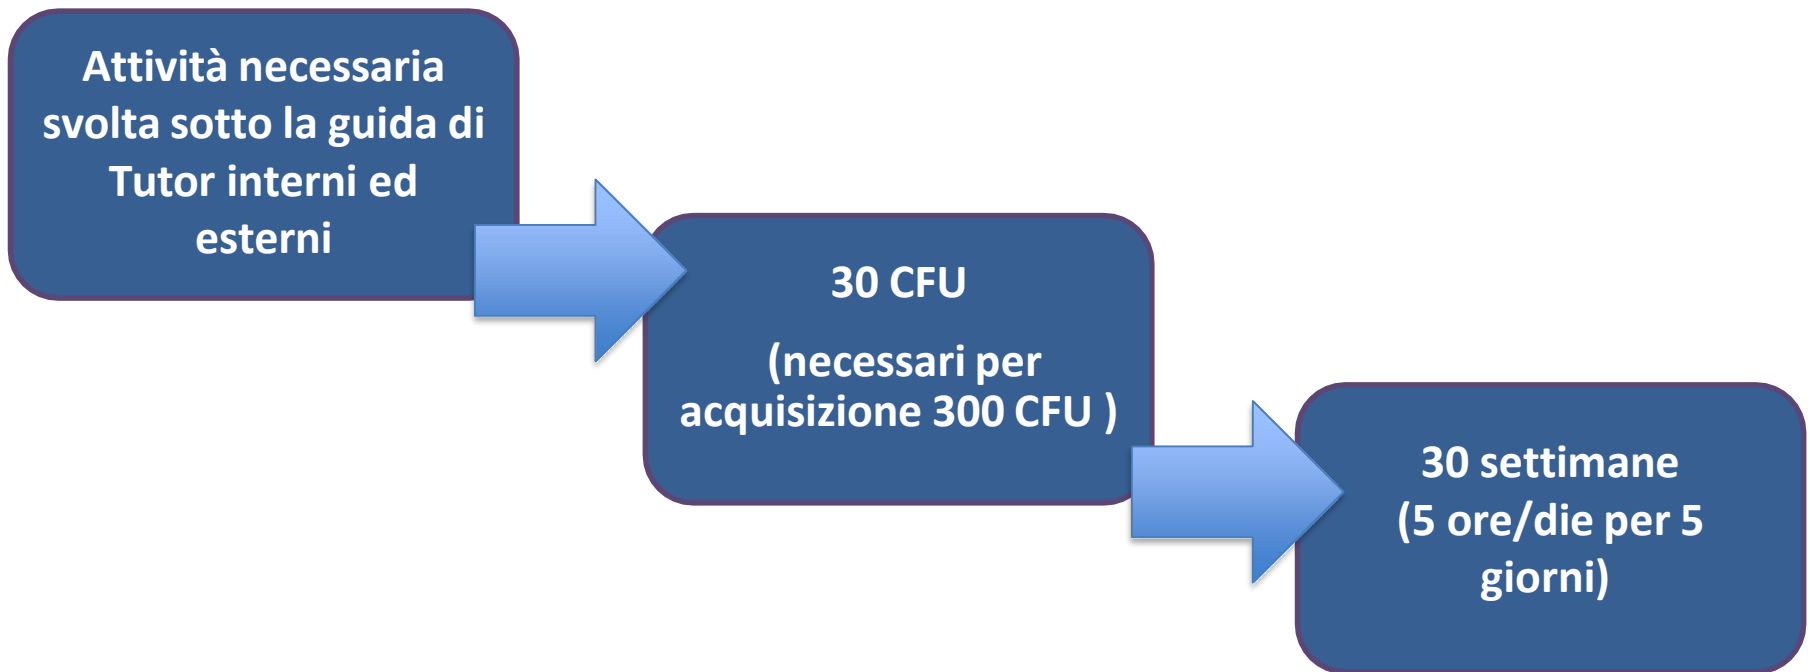 Attività necessaria
svolta sotto la guida di
Tutor interni ed
esterni
30 CFU
(necessari per
acquisizione 300 CFU )
30 settimane
(5 ore/die per 5
giorni)